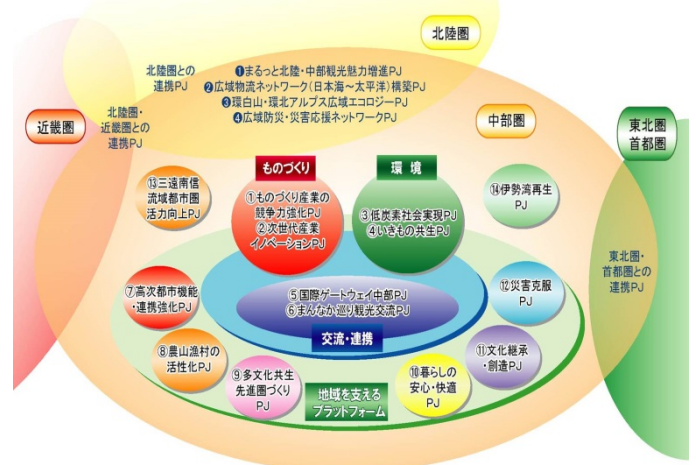 北陸圏
北陸圏との
連携PJ
❶まるっと北陸・中部観光魅力増進PJ
❷広域物流ネットワーク(日本海～太平洋)構築PJ
❸環白山・環北アルプス広域エコロジーPJ
❹広域防災・災害応援ネットワークPJ
近畿圏
北陸圏・
近畿圏との
連携PJ
中部圏
東北圏
首都圏
ものづくり
環 境
⑬三遠南信
流域都市圏
活力向上PJ
①ものづくり産業の
競争力強化PJ
②次世代産業
イノベーションPJ
③低炭素社会実現PJ
④いきもの共生PJ
⑭伊勢湾再生
PJ
東北圏・
首都圏との
連携PJ
⑦高次都市機能
・連携強化PJ
⑤国際ゲートウェイ中部PJ
⑥まんなか巡り観光交流PJ
⑫災害克服
PJ
交流・連携
⑧農山漁村の
活性化PJ
⑪文化継承
・創造PJ
⑨多文化共生
先進圏づくり
PJ
地域を支える
プラットフォーム
⑩暮らしの
安心・快適
PJ